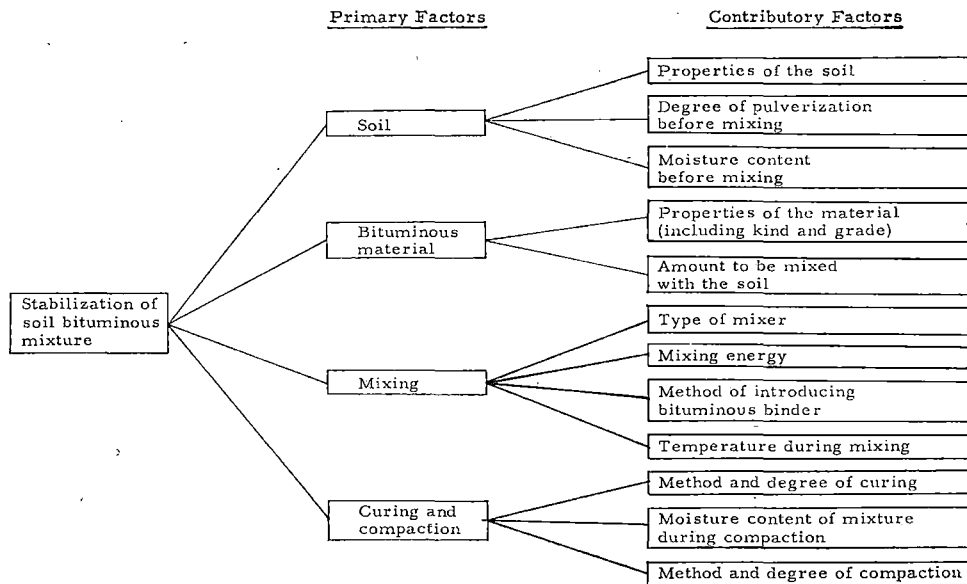 Primary Factors
Contributory Factors
Properties of the soil
Soil
Degree of pulverization
before mixing
Moisture content
before mixing
Bituminous
material
Properties of the material
(including kind and grade)
Amount to be mixed
with the soil
Stabilization of
soil bituminous
mixture
Mixing
Type of mixer
Mixing energy
Method of introducing
bituminous binder
Temperature during mixing
Curing and
compaction
Method and degree of curing
Moisture content of mixture
during compaction
Method and degree of compaction